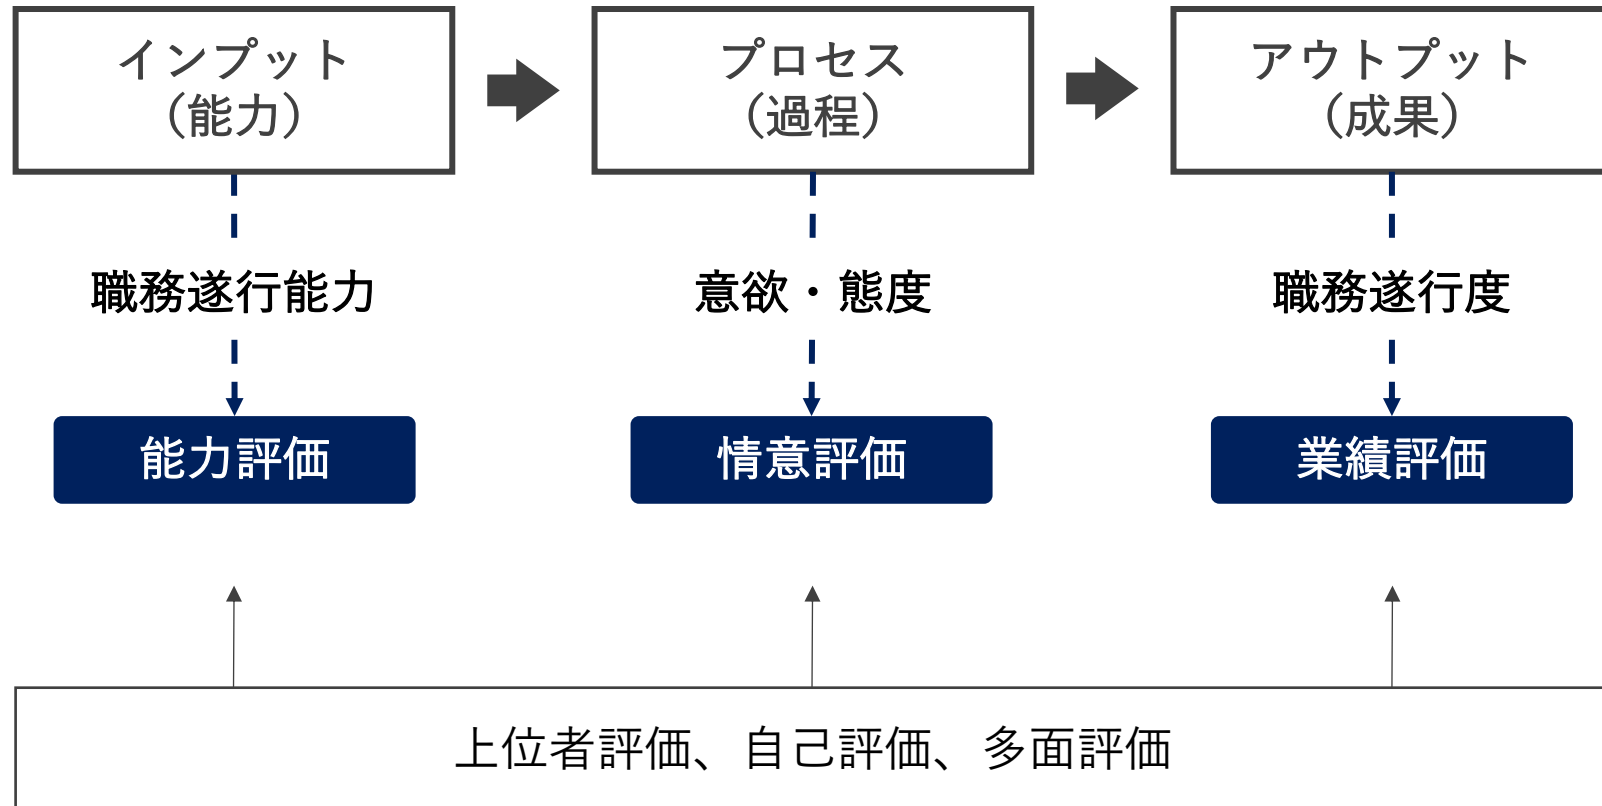 インプット
（能力）
プロセス
（過程）
アウトプット
（成果）
職務遂行能力
意欲・態度
職務遂行度
能力評価
情意評価
業績評価
上位者評価、自己評価、多面評価